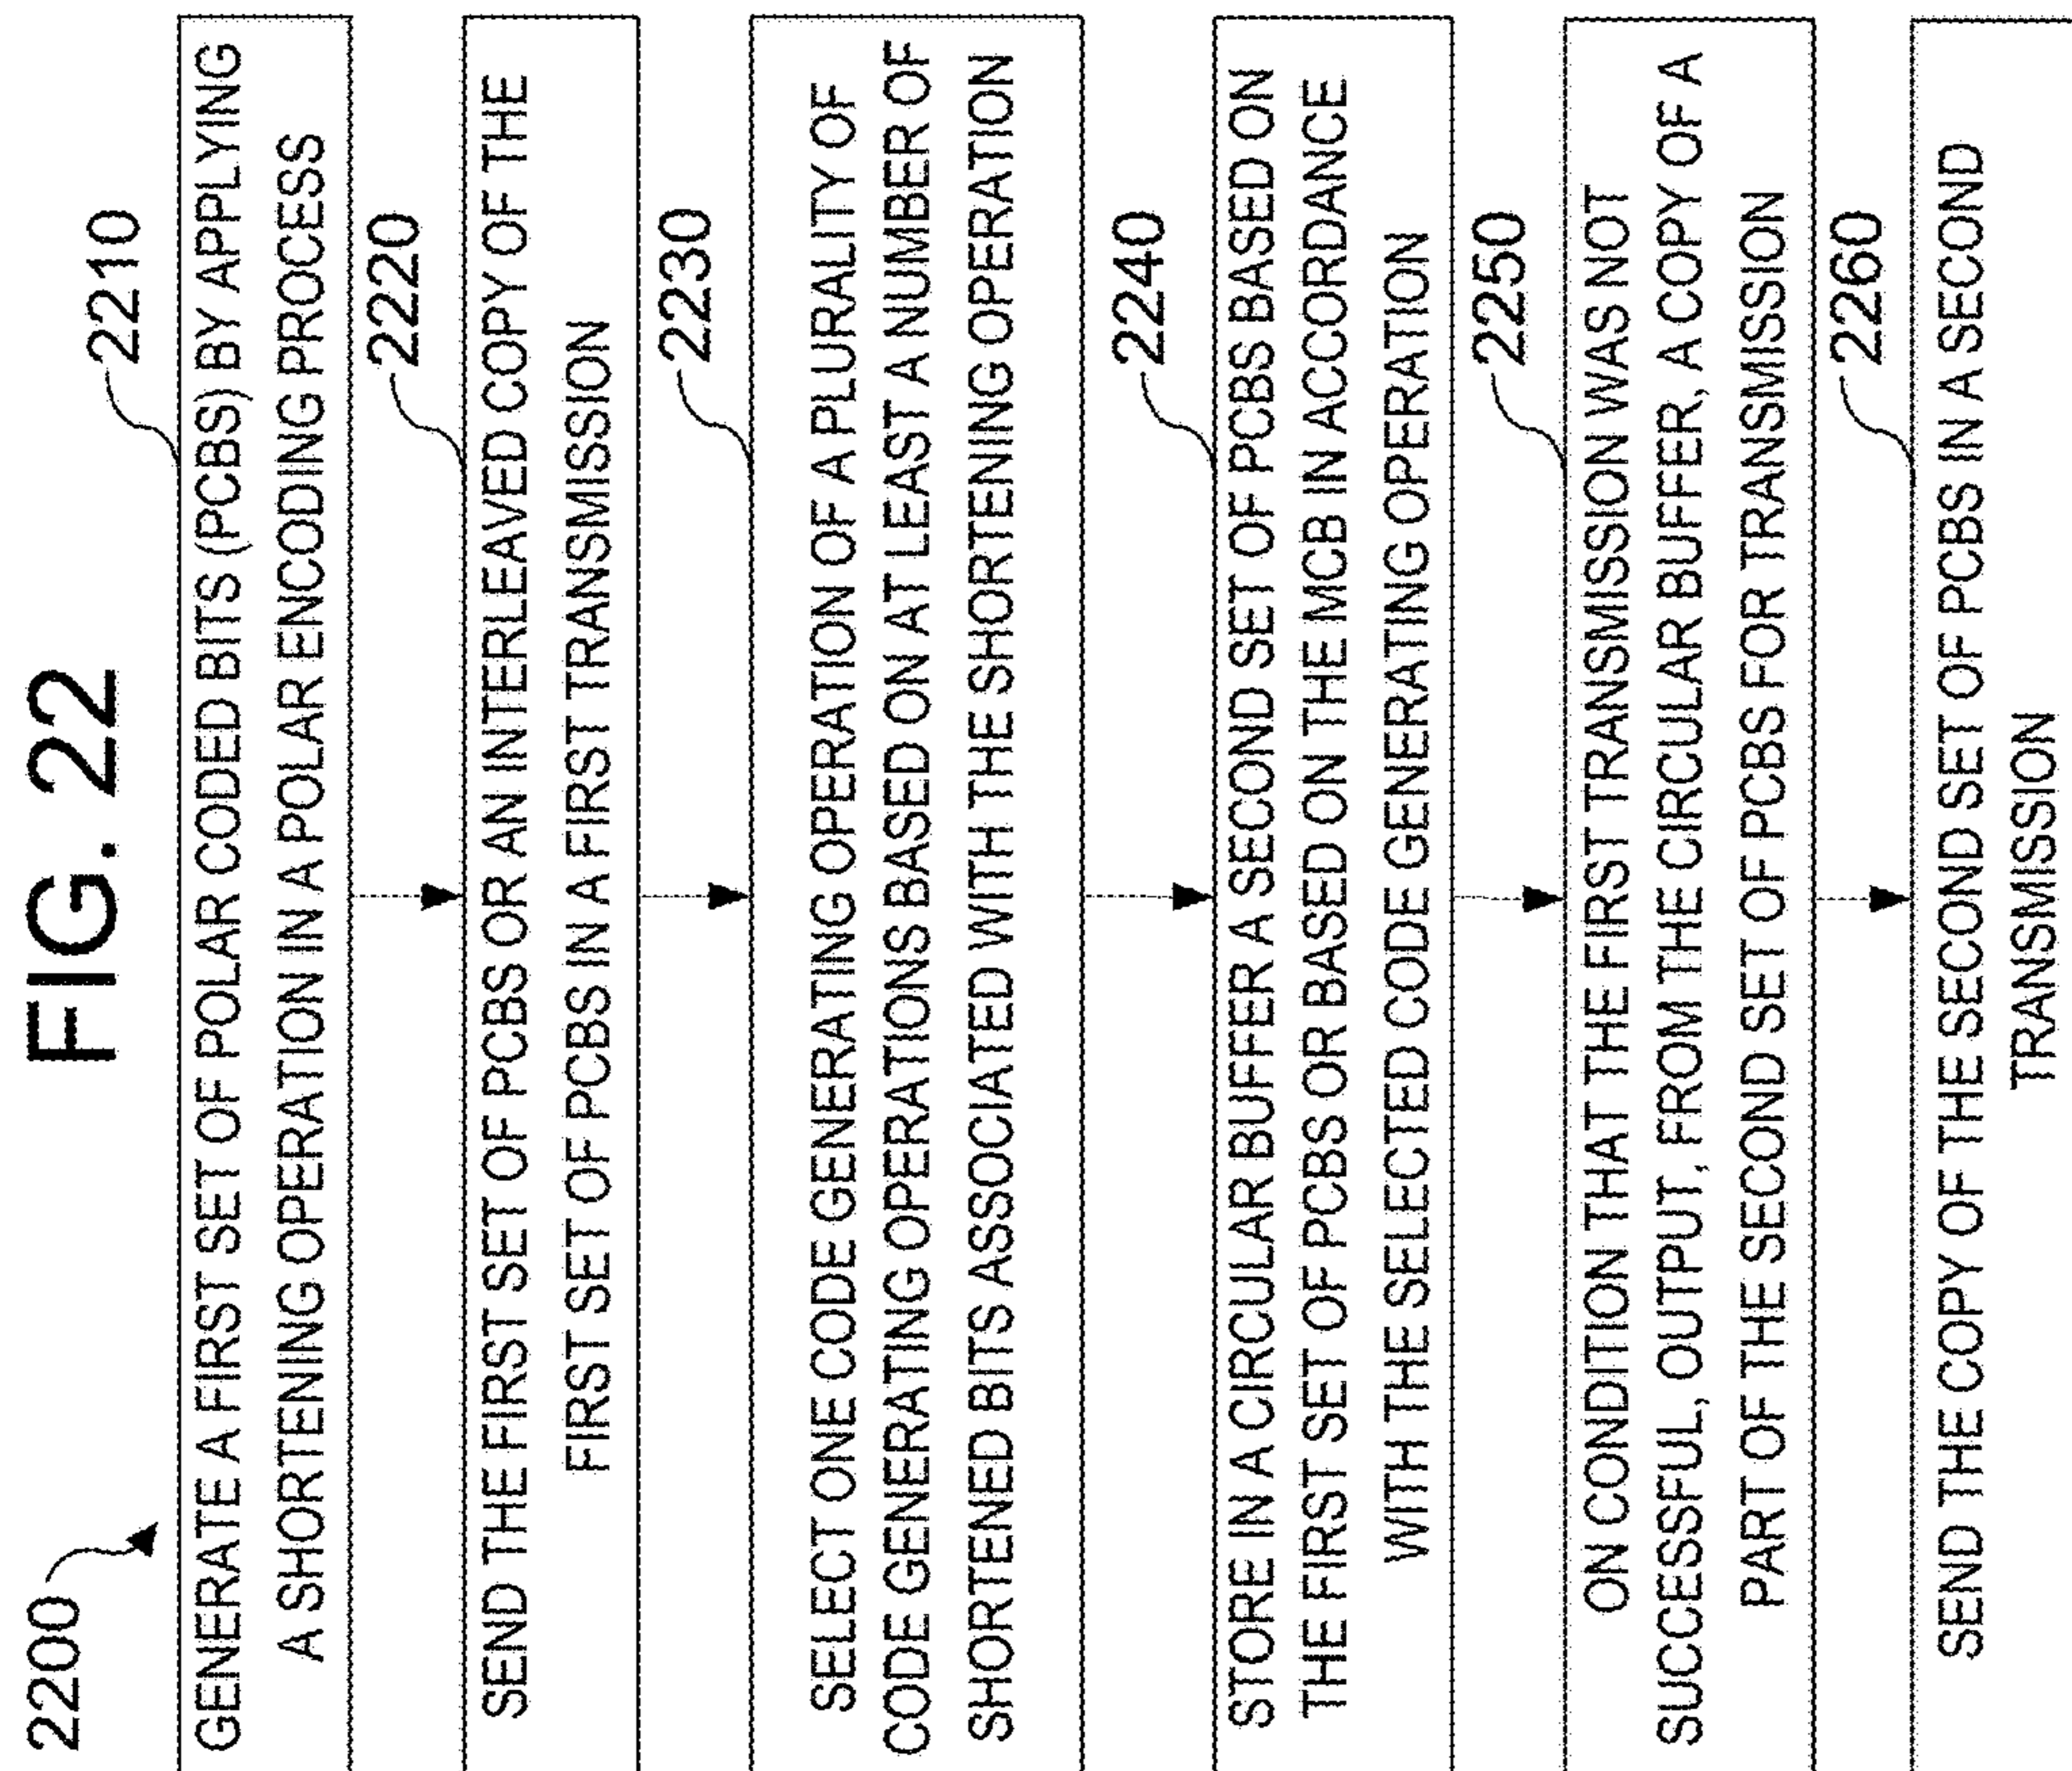 FIG. 22
2200
2210
GENERATE A FIRST SET OF POLAR CODED BITS (PCBS) BY APPLYING
A SHORTENING OPERATION IN A POLAR ENCODING PROCESS
2220
SEND THE FIRST SET OF PCBS OR AN INTERLEAVED COPY OF THE
FIRST SET OF PCBS IN A FIRST TRANSMISSION
2230
SELECT ONE CODE GENERATING OPERATION OF A PLURALITY OF
CODE GENERATING OPERATIONS BASED ON AT LEAST A NUMBER OF
SHORTENED BITS ASSOCIATED WITH THE SHORTENING OPERATION
2240
STORE IN A CIRCULAR BUFFER A SECOND SET OF PCBS BASED ON
THE FIRST SET OF PCBS OR BASED ON THE MCB IN ACCORDANCE
WITH THE SELECTED CODE GENERATING OPERATION
2250
ON CONDITION THAT THE FIRST TRANSMISSION WAS NOT
SUCCESSFUL, OUTPUT, FROM THE CIRCULAR BUFFER, A COPY OF A
PART OF THE SECOND SET OF PCBS FOR TRANSMISSION
2260
SEND THE COPY OF THE SECOND SET OF PCBS IN A SECOND
TRANSMISSION